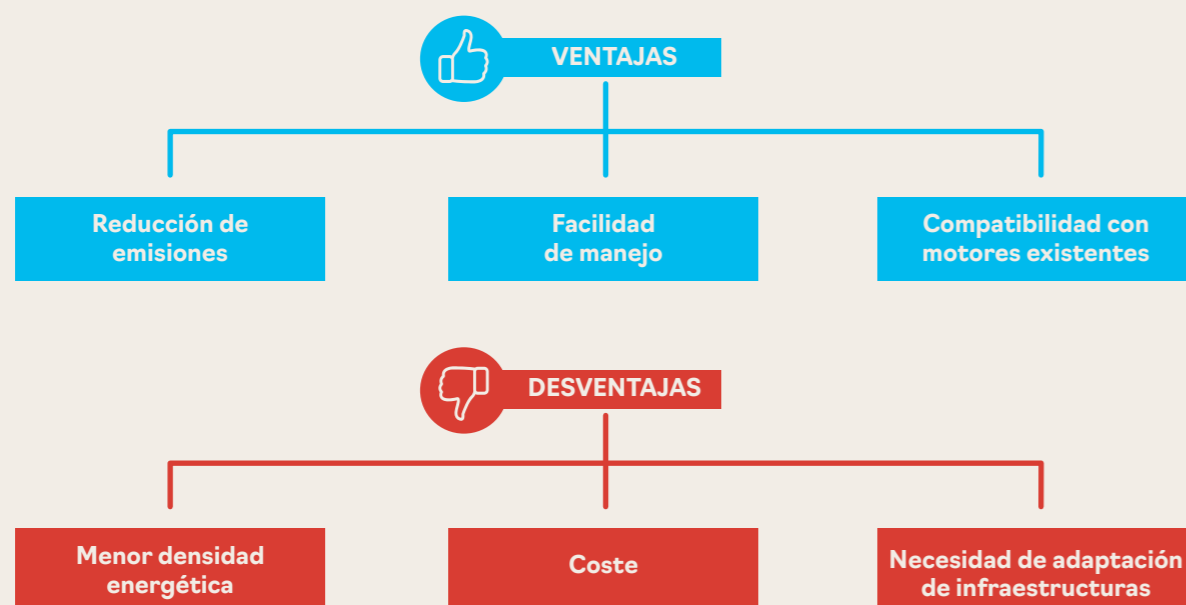 VENTAJAS
Reducción de
emisiones
Facilidad
de manejo
Compatibilidad con
motores existentes
DESVENTAJAS
Menor densidad
energética
Coste
Necesidad de adaptación
de infraestructuras